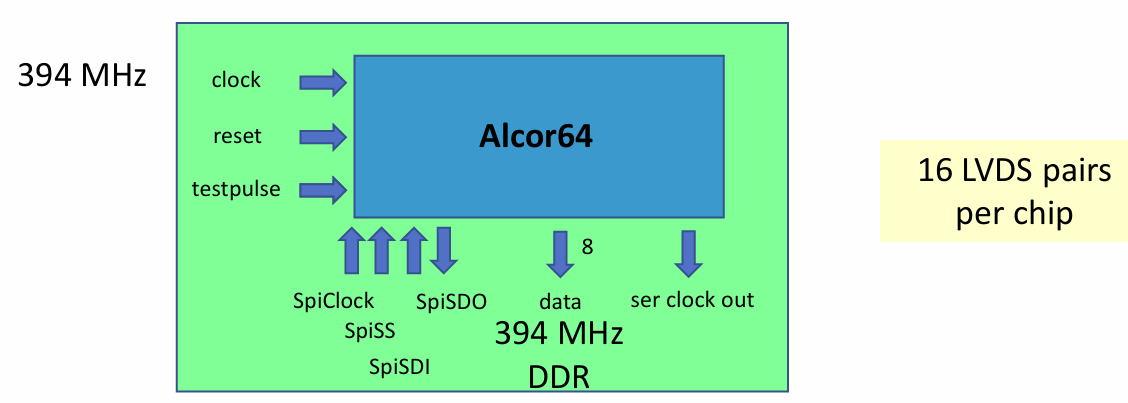 394 MHz
clock
reset
testpulse
Alcor64
16 LVDS pairs
per chip
8
SpiClock
SpiSS
SpiSDI
SpiSDO
data
ser clock out
394 MHz
DDR